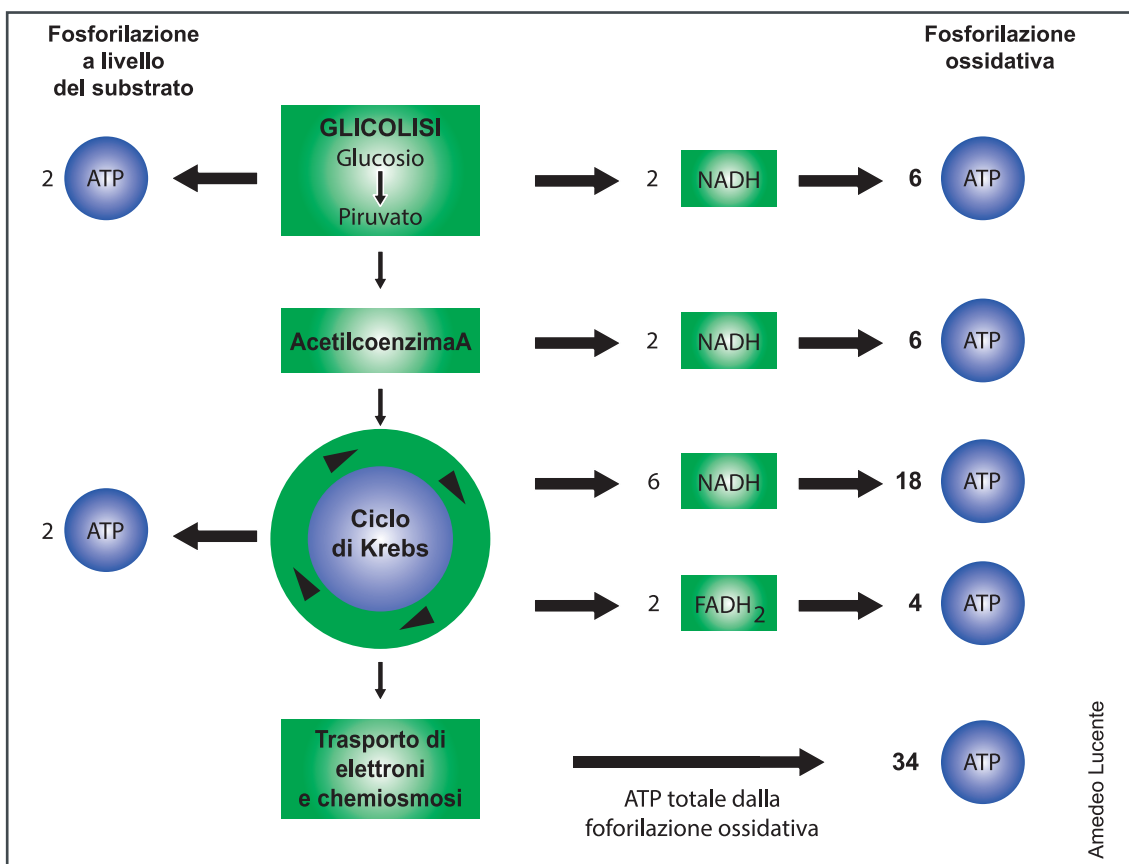 Fosforilazione
a livello
del substrato
Fosforilazione
ossidativa
GLICOLISI
Glucosio
Piruvato
2 ATP
2 NADH
6 ATP
AcetilcoenzimaA
2 NADH
6 ATP
Ciclo
di Krebs
2 ATP
6 NADH
18 ATP
2 FADH2
4 ATP
Trasporto di
elettroni
e chemiosmosi
ATP totale dalla
foforilazione ossidativa
34 ATP
Amedeo Lucente